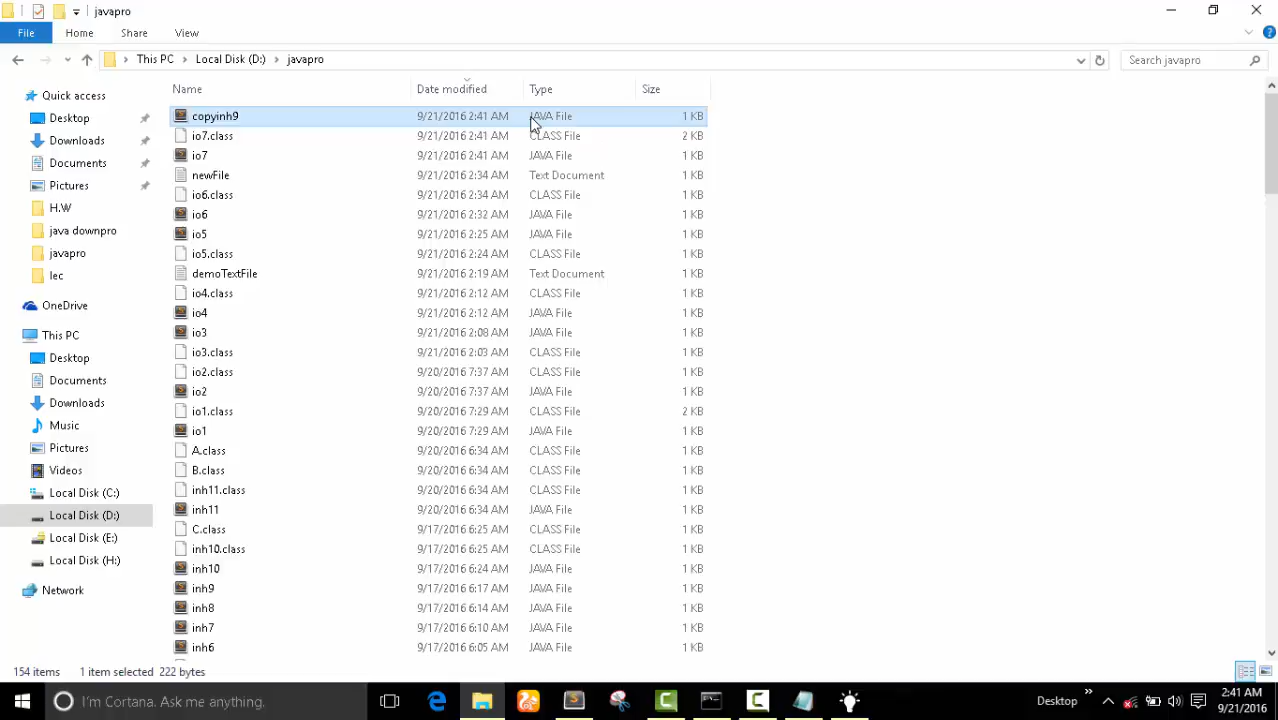 javapro
File Home Share View
This PC Local Disk (D:) javapro
Search javapro
Name Date modified Type Size
Quick access
Desktop
Downloads
Documents
Pictures
H.W
java downpro
javapro
lec
OneDrive
This PC
Desktop
Documents
Downloads
Music
Pictures
Videos
Local Disk (C:)
Local Disk (D:)
Local Disk (E:)
Local Disk (H:)
Network
copyinh9 9/21/2016 2:41 AM JAVA File 1 KB
io7.class 9/21/2016 2:41 AM CLASS File 2 KB
io7 9/21/2016 2:41 AM JAVA File 1 KB
newFile 9/21/2016 2:34 AM Text Document 1 KB
io6.class 9/21/2016 2:34 AM CLASS File 1 KB
io6 9/21/2016 2:32 AM JAVA File 1 KB
io5 9/21/2016 2:25 AM JAVA File 1 KB
io5.class 9/21/2016 2:24 AM CLASS File 1 KB
demoTextFile 9/21/2016 2:19 AM Text Document 1 KB
io4.class 9/21/2016 2:12 AM CLASS File 1 KB
io4 9/21/2016 2:12 AM JAVA File 1 KB
io3 9/21/2016 2:08 AM JAVA File 1 KB
io3.class 9/21/2016 2:03 AM CLASS File 1 KB
io2.class 9/20/2016 7:37 AM CLASS File 1 KB
io2 9/20/2016 7:37 AM JAVA File 1 KB
io1.class 9/20/2016 7:29 AM CLASS File 2 KB
io1 9/20/2016 7:29 AM JAVA File 1 KB
A.class 9/20/2016 6:34 AM CLASS File 1 KB
B.class 9/20/2016 6:34 AM CLASS File 1 KB
inh11.class 9/20/2016 6:34 AM CLASS File 1 KB
inh11 9/20/2016 6:34 AM JAVA File 1 KB
C.class 9/17/2016 6:25 AM CLASS File 1 KB
inh10.class 9/17/2016 6:25 AM CLASS File 1 KB
inh10 9/17/2016 6:24 AM JAVA File 1 KB
inh9 9/17/2016 6:17 AM JAVA File 1 KB
inh8 9/17/2016 6:14 AM JAVA File 1 KB
inh7 9/17/2016 6:10 AM JAVA File 1 KB
inh6 9/17/2016 6:05 AM JAVA File 1 KB
154 items 1 item selected 222 bytes
I'm Cortana. Ask me anything.
Desktop
2:41 AM
9/21/2016